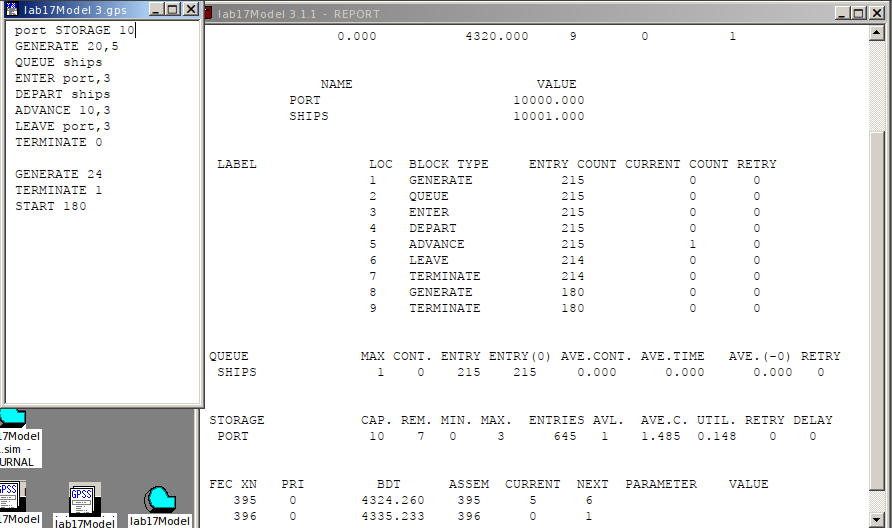 lab17Model 3.gps
port STORAGE 10
GENERATE 20,5
QUEUE ships
ENTER port,3
DEPART ships
ADVANCE 10,3
LEAVE port,3
TERMINATE 0
GENERATE 24
TERMINATE 1
START 180
lab17Model 3.1.1 - REPORT
0.000 4320.000 9 0 1
NAME VALUE
PORT 10000.000
SHIPS 10001.000
LABEL LOC BLOCK TYPE ENTRY COUNT CURRENT COUNT RETRY
1 GENERATE 215 0 0
2 QUEUE 215 0 0
3 ENTER 215 0 0
4 DEPART 215 0 0
5 ADVANCE 215 1 0
6 LEAVE 214 0 0
7 TERMINATE 214 0 0
8 GENERATE 180 0 0
9 TERMINATE 180 0 0
QUEUE MAX CONT. ENTRY ENTRY(0) AVE.CONT. AVE.TIME AVE.(-0) RETRY
SHIPS 1 0 215 215 0.000 0.000 0.000 0
STORAGE CAP. REM. MIN. MAX. ENTRIES AVL. AVE.C. UTIL. RETRY DELAY
PORT 10 7 0 3 645 1 1.485 0.148 0 0
FEC XN PRI BDT ASSEM CURRENT NEXT PARAMETER VALUE
395 0 4324.260 395 5 6
396 0 4335.233 396 0 1
17Model
.sim -
URNAL
PSS
17Model
GPSS
lab17Model
lab17Model